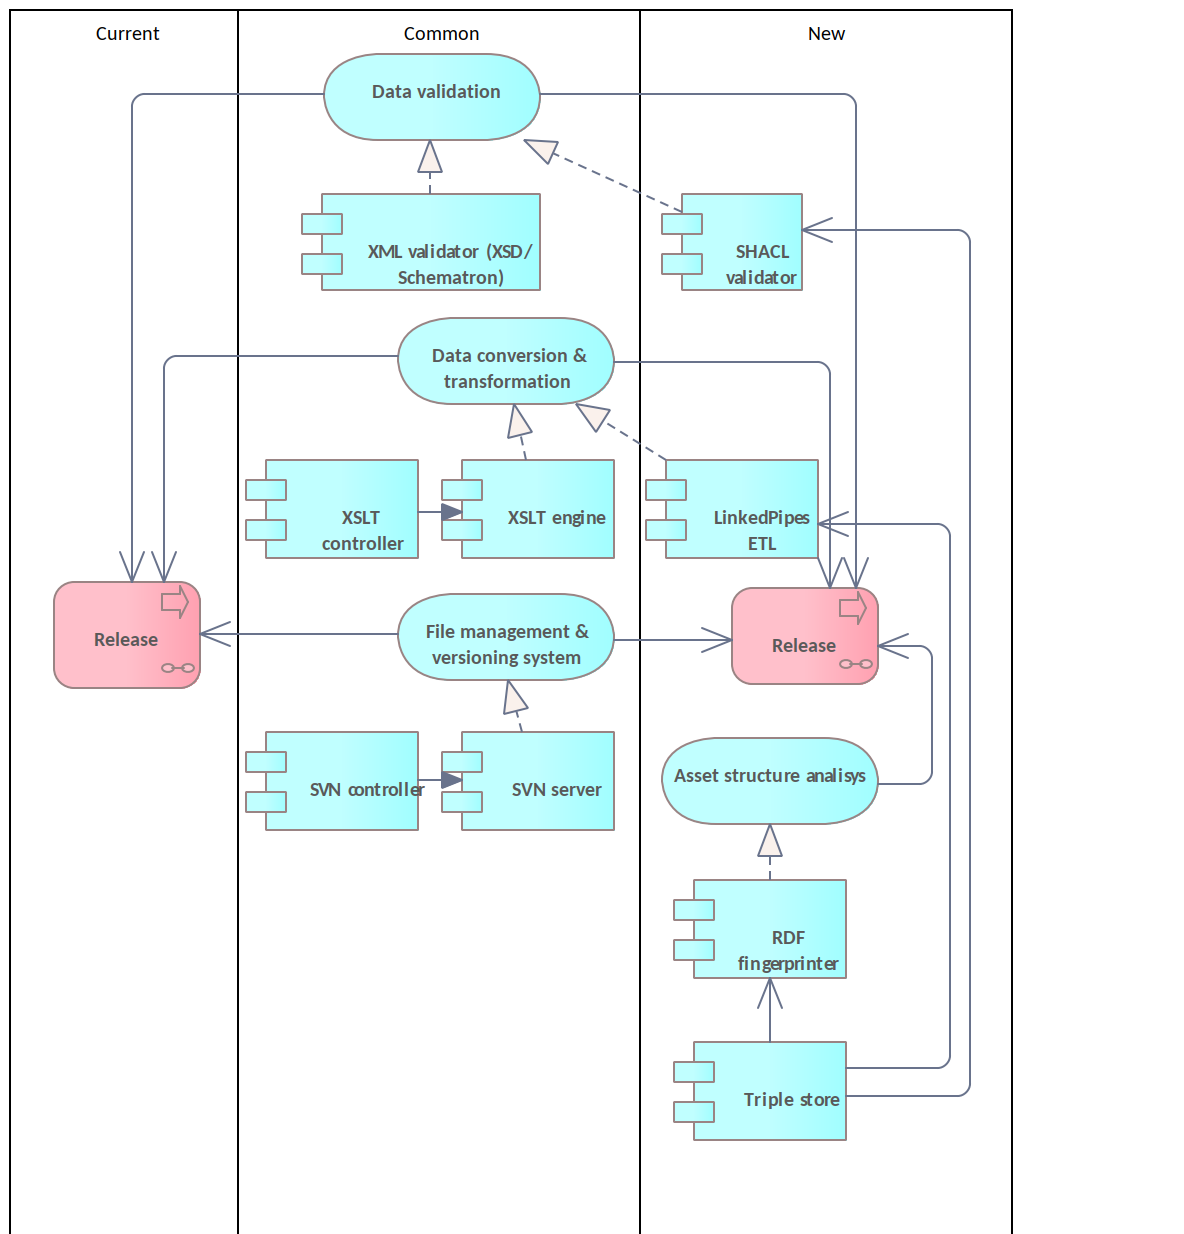 Current
Common
New
Data validation
XML validator (XSD/
Schematron)
SHACL
validator
Data conversion &
transformation
XSLT
controller
XSLT engine
LinkedPipes
ETL
Release
File management &
versioning system
Release
SVN controller
SVN server
Asset structure analisys
RDF
fingerprinter
Triple store